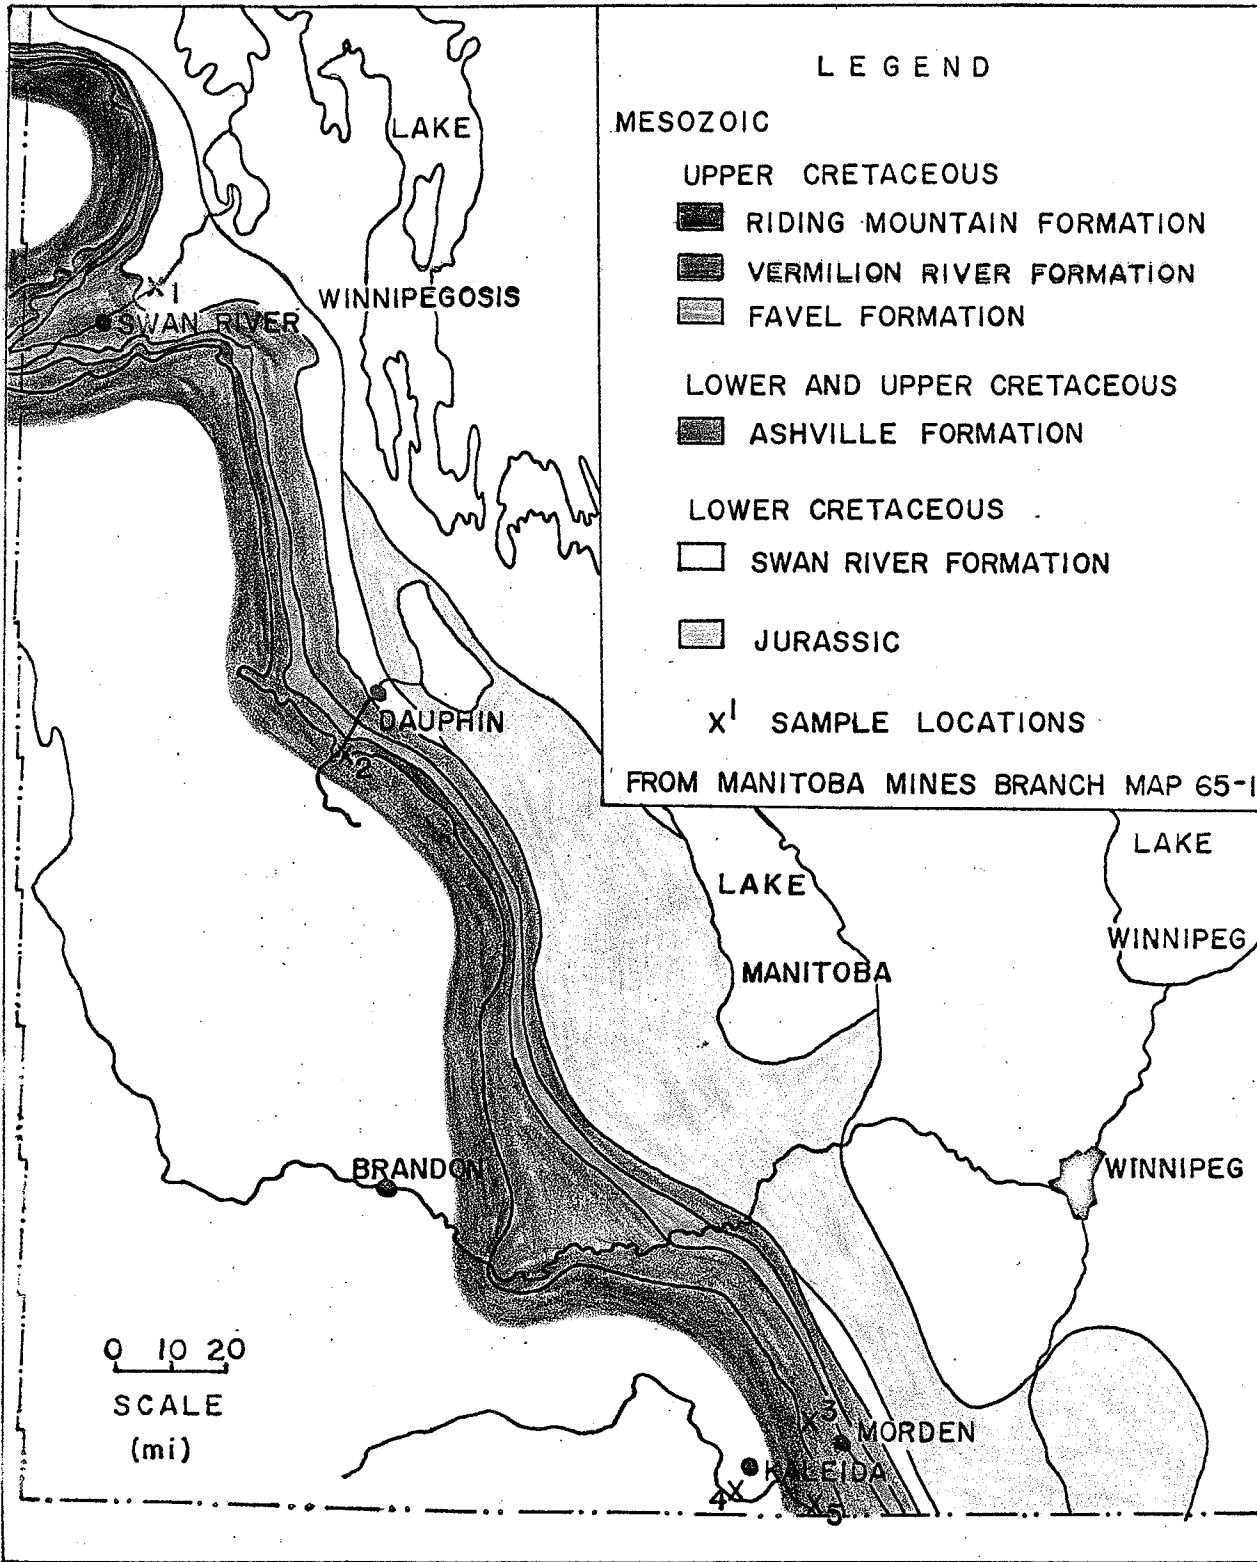 LEGEND
MESOZOIC
UPPER CRETACEOUS
RIDING MOUNTAIN FORMATION
VERMILION RIVER FORMATION
FAVEL FORMATION
LOWER AND UPPER CRETACEOUS
ASHVILLE FORMATION
LOWER CRETACEOUS
SWAN RIVER FORMATION
JURASSIC
X1 SAMPLE LOCATIONS
FROM MANITOBA MINES BRANCH MAP 65-1
LAKE
WINNIPEGOSIS
X1
SWAN RIVER
DAUPHIN
X2
LAKE
MANITOBA
LAKE
WINNIPEG
BRANDON
WINNIPEG
0 10 20
SCALE
(mi)
X3
MORDEN
KALEIDA
4X
X5